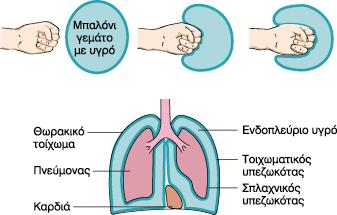 Μπαλόνι
γεμάτο
με υγρό
Θωρακικό
τοίχωμα
Πνεύμονας
Καρδιά
Ενδοπλεύριο υγρό
Τοιχωματικός
υπεζωκότας
Σπλαχνικός
υπεζωκότας